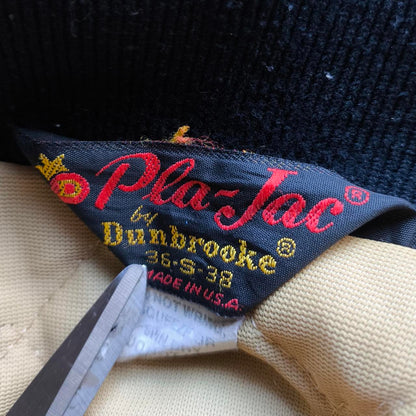 Pla-Jac®
by
Dunbrooke®
36-S-38
MADE IN U.S.A.